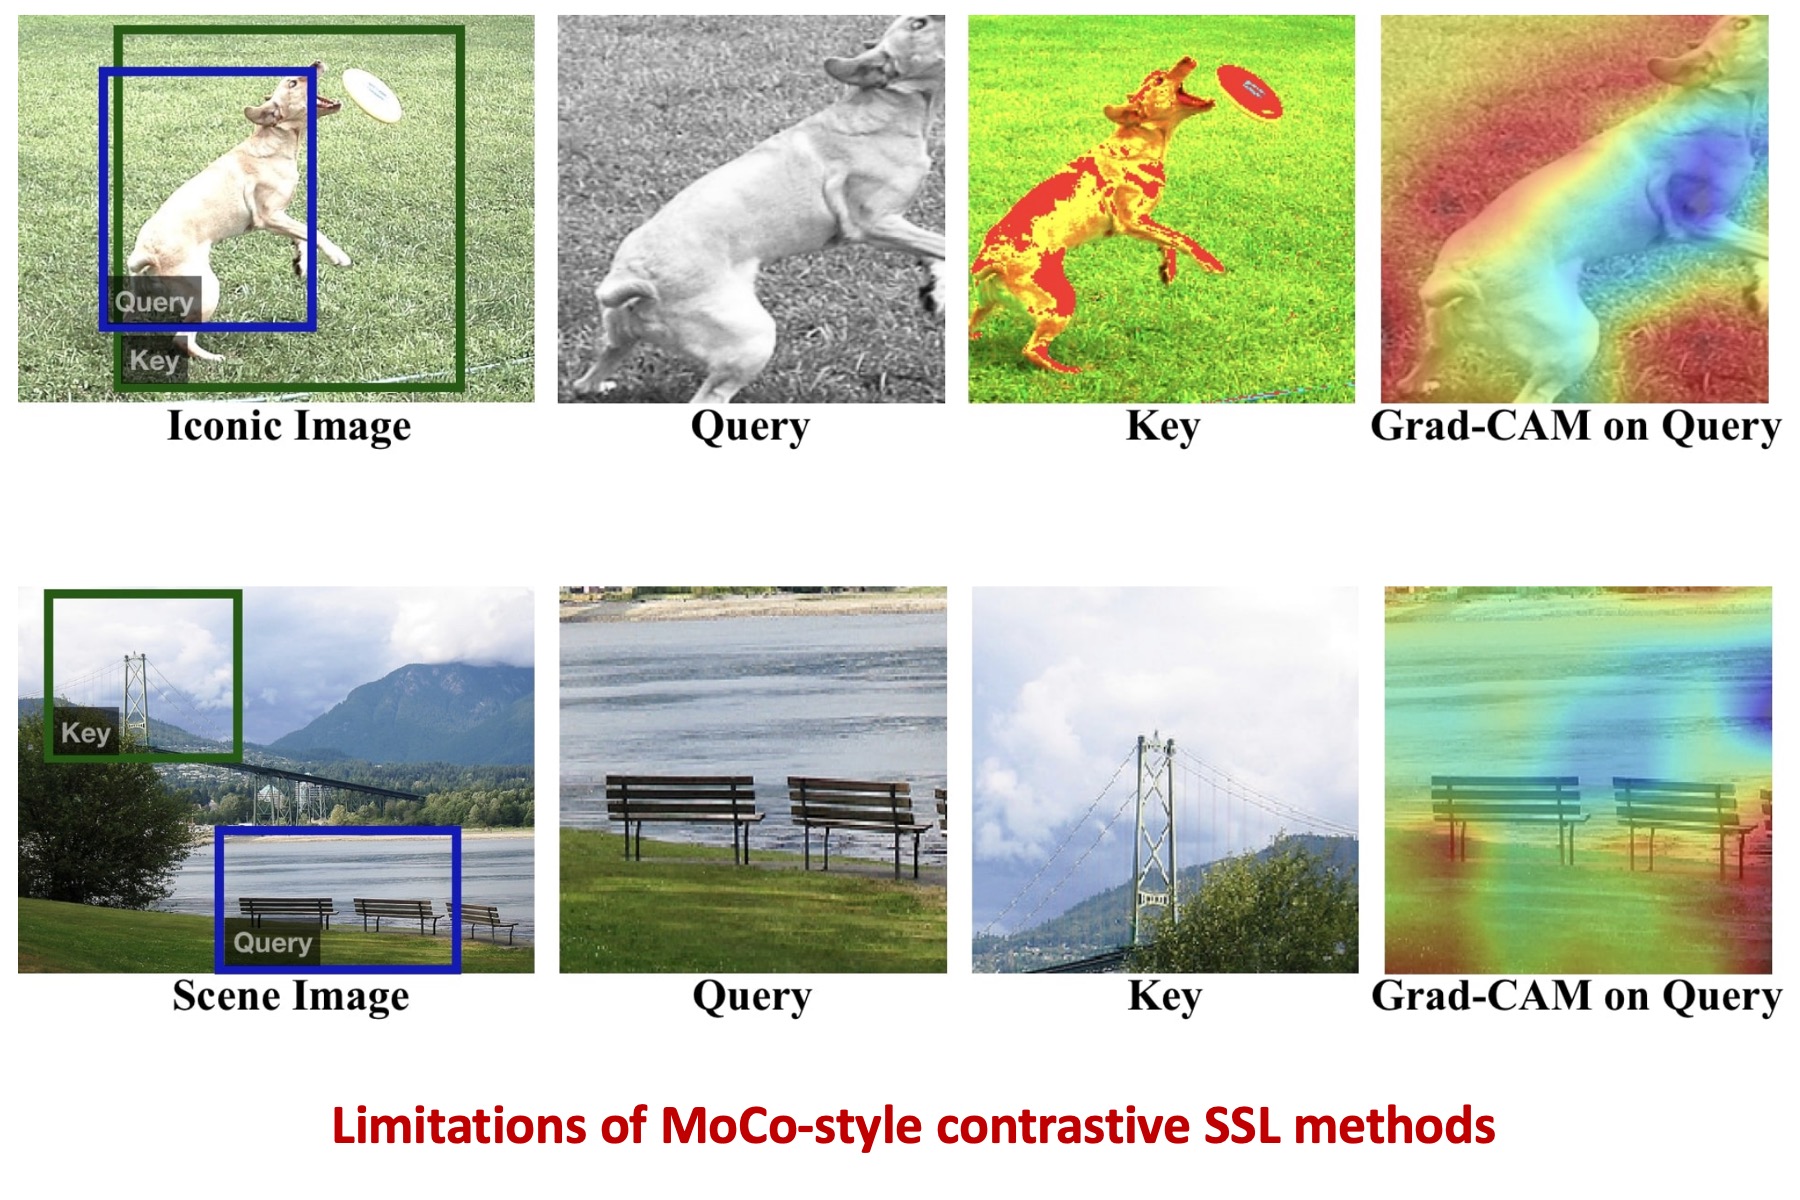 Query
Key
Iconic Image
Query
Key
Grad-CAM on Query
Key
Query
Scene Image
Query
Key
Grad-CAM on Query
Limitations of MoCo-style contrastive SSL methods